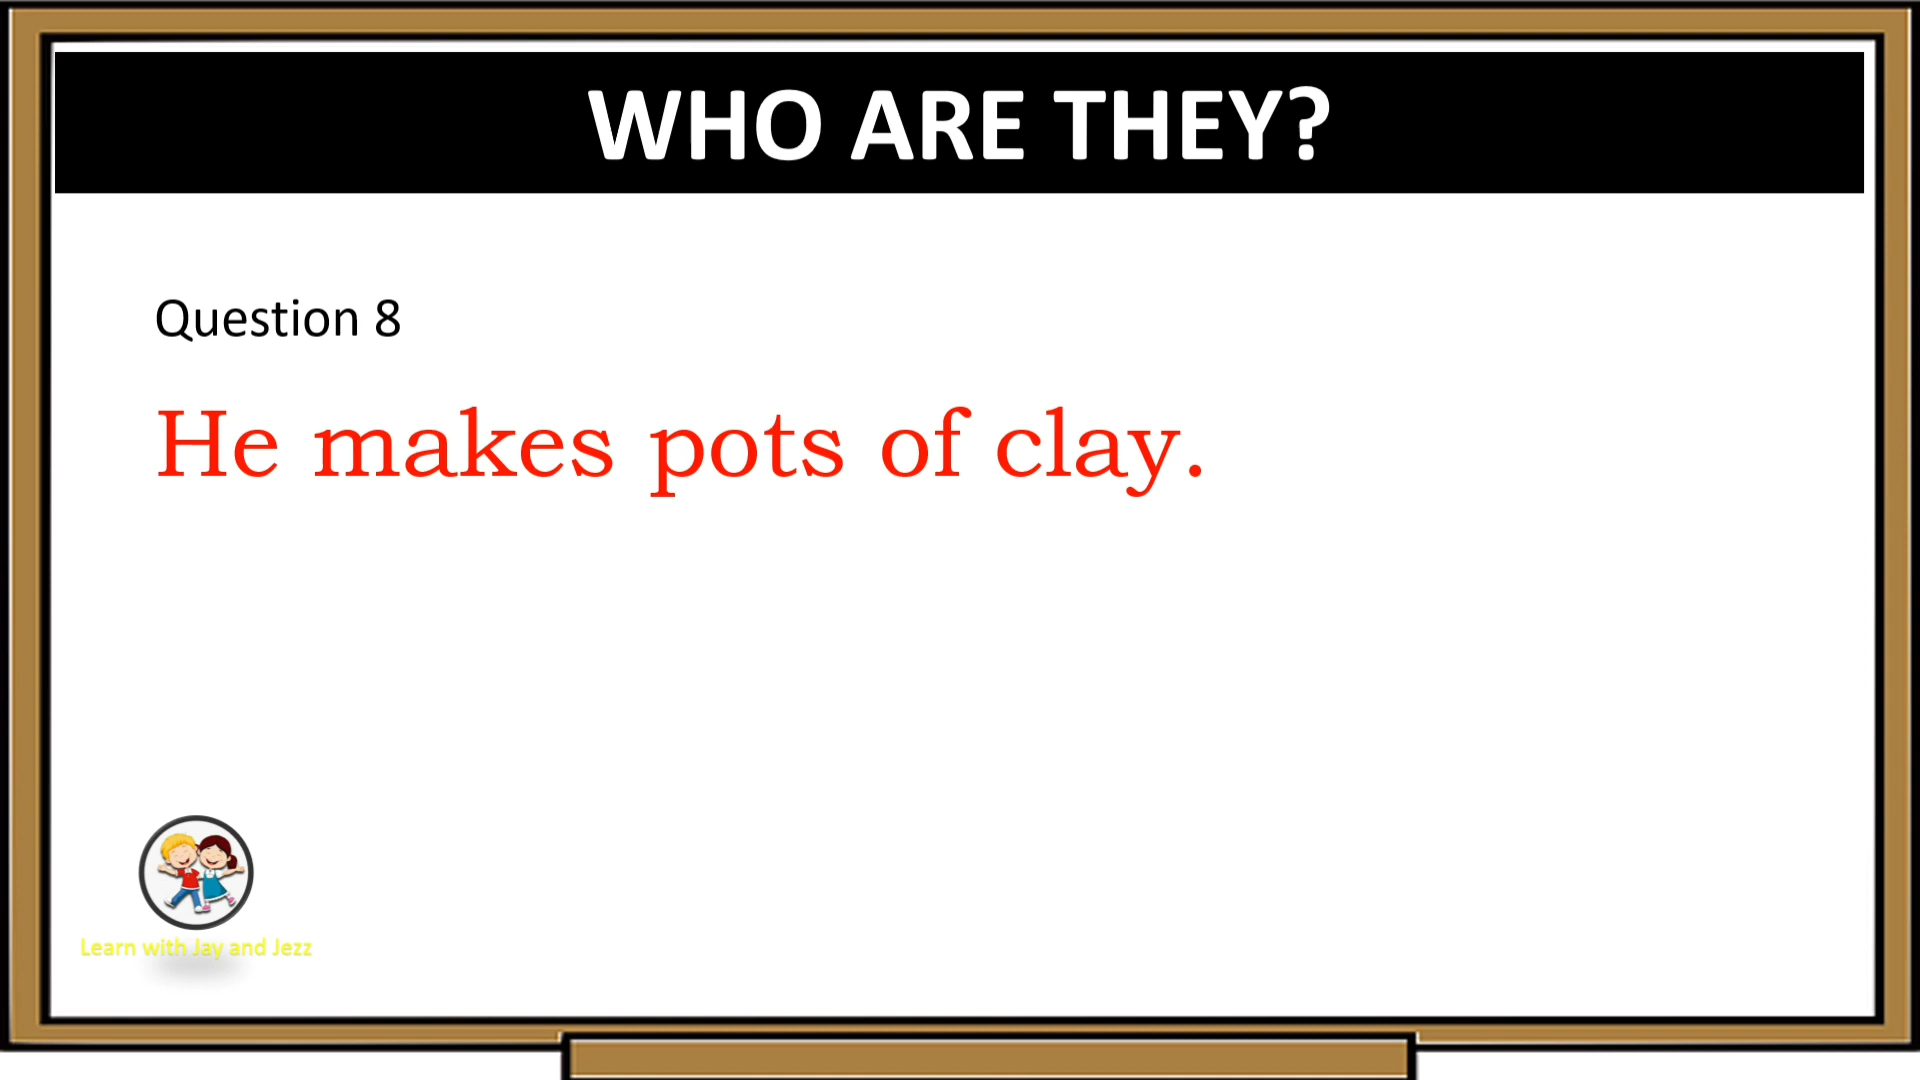 WHO ARE THEY?
Question 8
He makes pots of clay.
Learn with Jay and Jezz